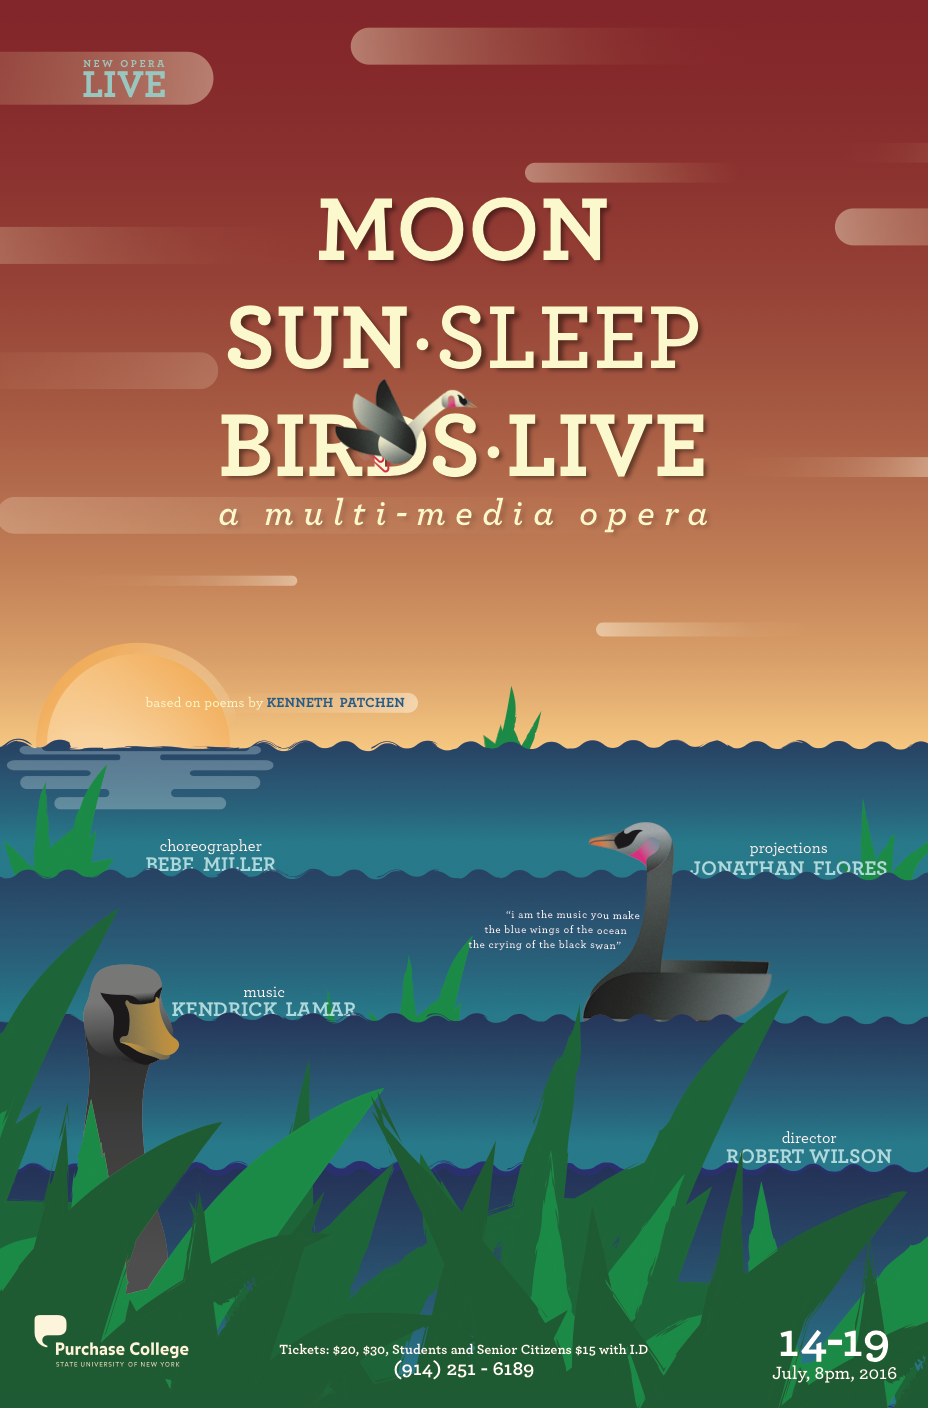 NEW OPERA
LIVE
MOON
SUN·SLEEP
BIRDS·LIVE
a multi-media opera
based on poems by KENNETH PATCHEN
choreographer
BEBE MILLER
projections
JONATHAN FLORES
"i am the music you make
the blue wings of the ocean
the crying of the black swan"
music
KENDRICK LAMAR
director
ROBERT WILSON
Purchase College
STATE UNIVERSITY OF NEW YORK
Tickets: $20, $30, Students and Senior Citizens $15 with I.D
(914) 251 - 6189
14-19
July, 8pm, 2016